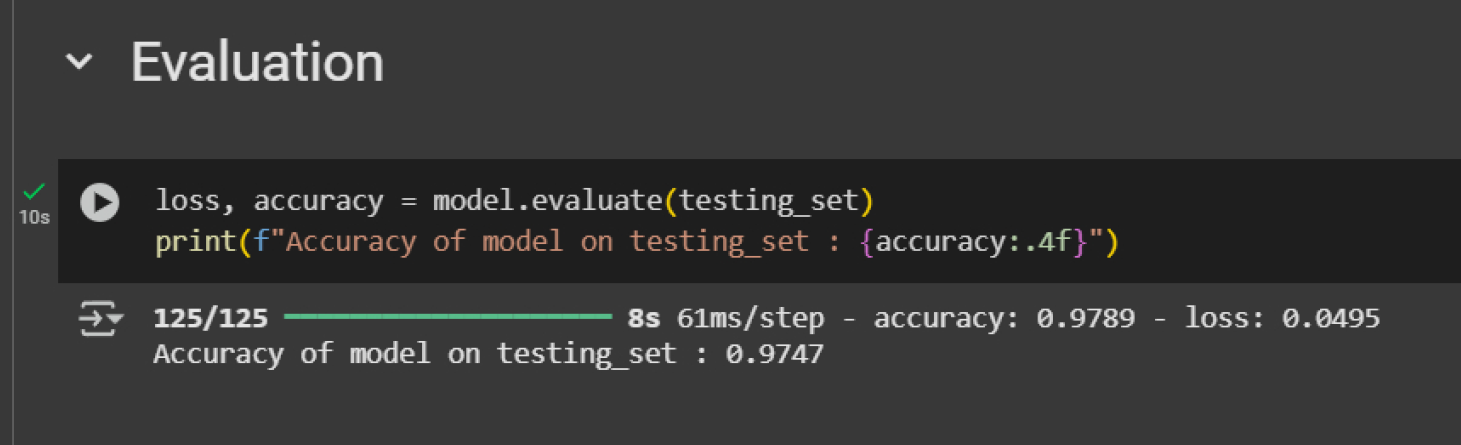 Evaluation
loss, accuracy = model.evaluate(testing_set)
10s
print(f"Accuracy of model on testing_set : {accuracy:.4f}")
125/125 ━━━━━━━━━━━━━━━━━━━━ 8s 61ms/step - accuracy: 0.9789 - loss: 0.0495
Accuracy of model on testing_set : 0.9747